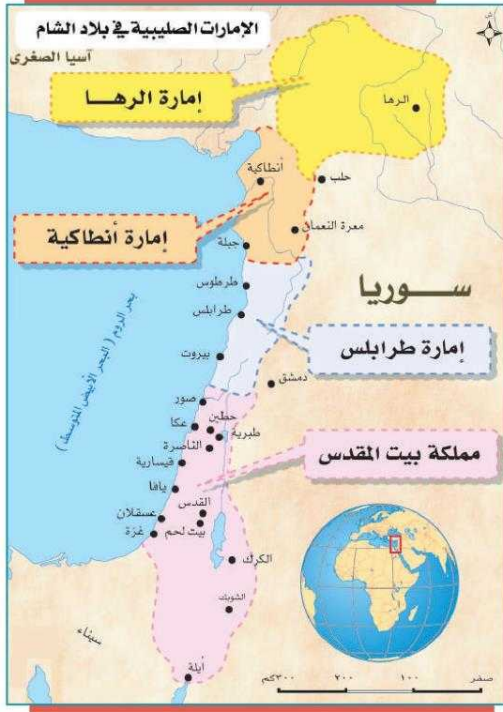 الإمارات الصليبية في بلاد الشام
آسيا الصغرى
إمارة الرهـــا
الرها
أنطاكية
حلب
إمارة أنطاكية
معرة النعمان
جبلة
ســـوريا
طرطوس
طرابلس
إمارة طرابلس
بيروت
دمشق
بحر الروم ( البحر الأبيض المتوسط )
صور
عكا
حطين
طبرية
الناصرة
مملكة بيت المقدس
قيسارية
يافا
القدس
عسقلان
بيت لحم
غزة
الكرك
الشوبك
سيناء
أيلة
صفر
١٠٠
٢٠٠
٣٠٠كم